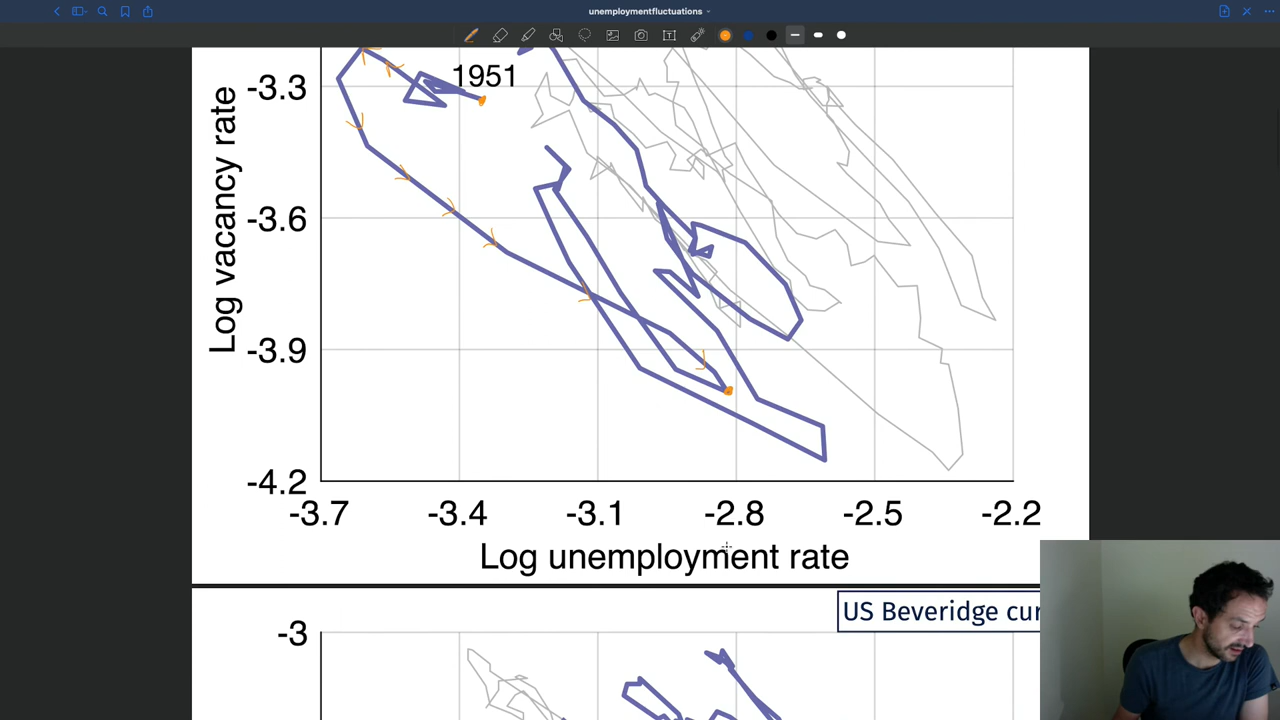 unemploymentfluctuations
-3.3
1951
-3.6
-3.9
-4.2
Log vacancy rate
-3.7 -3.4 -3.1 -2.8 -2.5 -2.2
Log unemployment rate
US Beveridge cur
-3